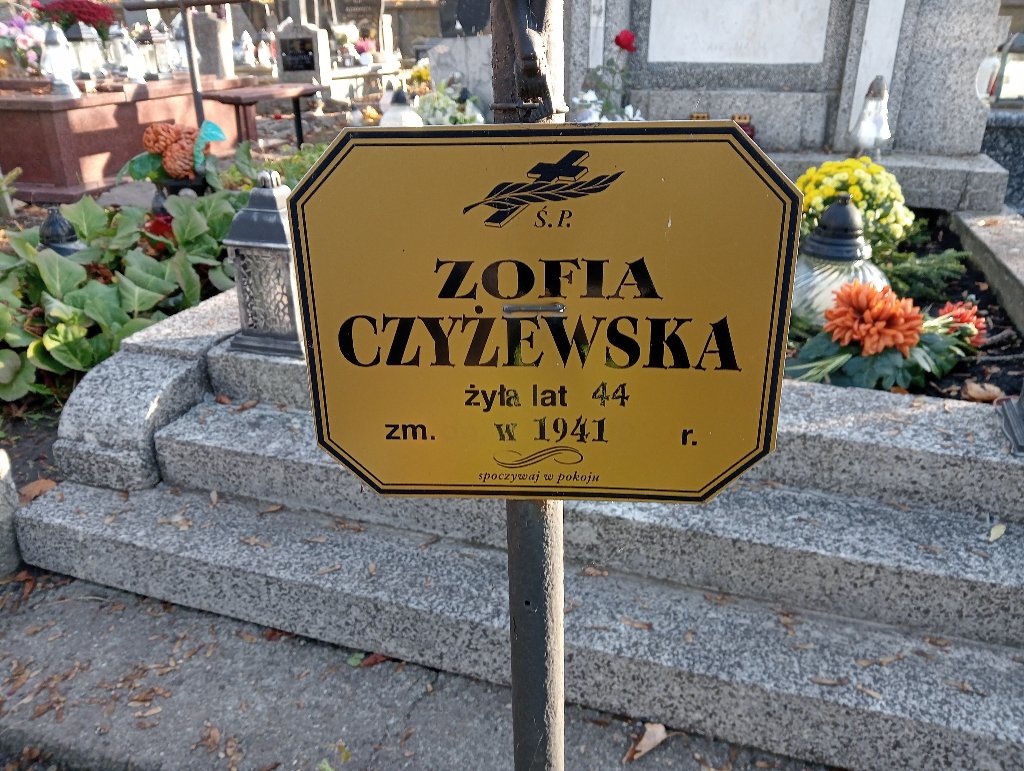 Ś.P.
ZOFIA
CZYŻEWSKA
żyła lat 44
zm. w 1941 r.
spoczywaj w pokoju